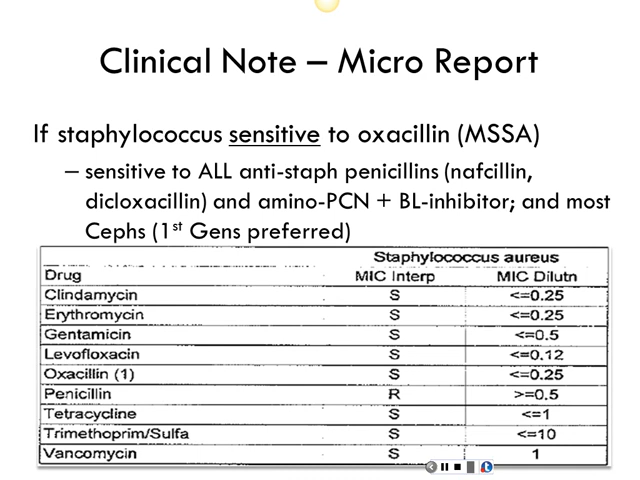 Clinical Note – Micro Report
If staphylococcus sensitive to oxacillin (MSSA)
– sensitive to ALL anti-staph penicillins (nafcillin,
dicloxacillin) and amino-PCN + BL-inhibitor; and most
Cephs (1st Gens preferred)
Staphylococcus aureus
Drug MIC Interp MIC Dilutn
Clindamycin S <=0.25
Erythromycin S <=0.25
Gentamicin S <=0.5
Levofloxacin S <=0.12
Oxacillin (1) S <=0.25
Penicillin R >=0.5
Tetracycline S <=1
Trimethoprim/Sulfa S <=10
Vancomycin S 1